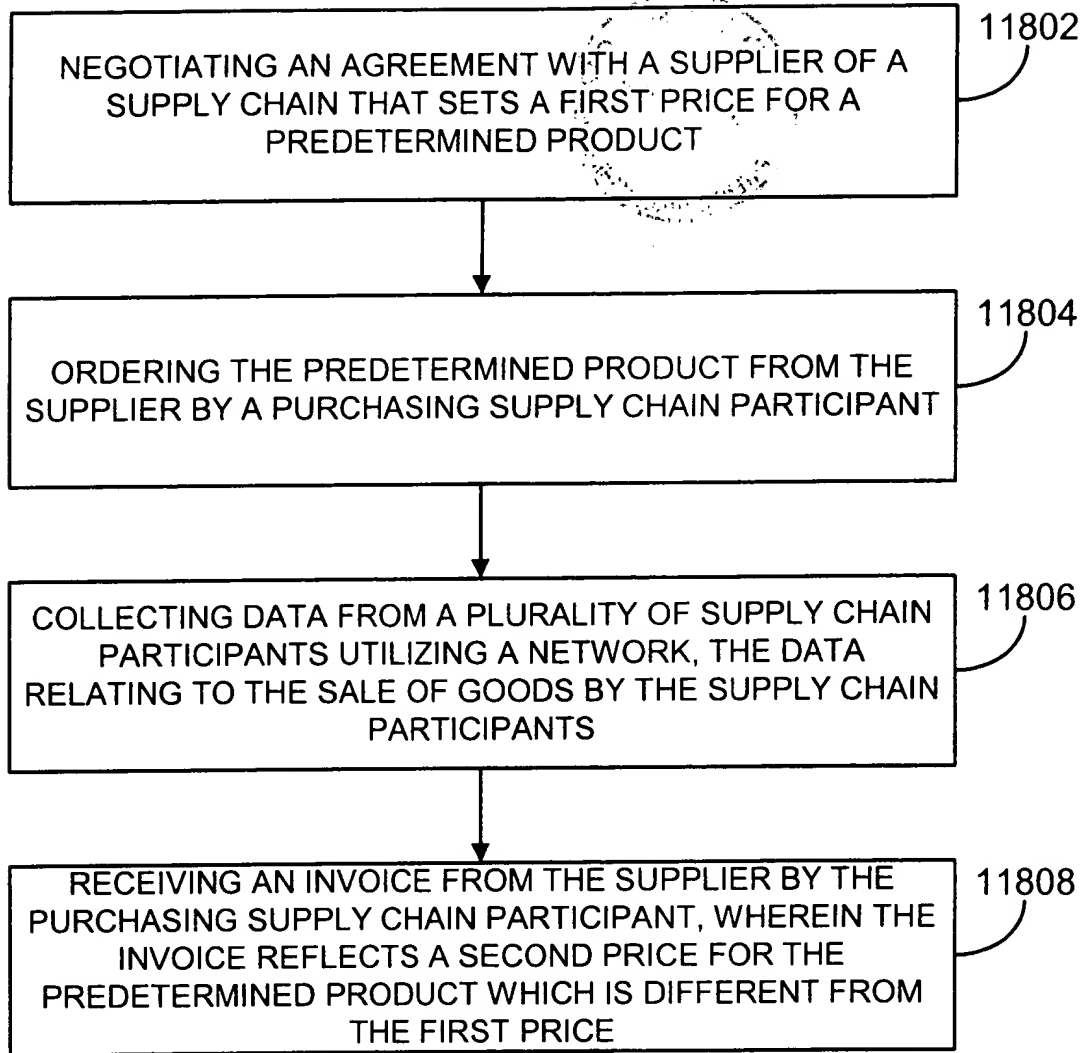 11802
NEGOTIATING AN AGREEMENT WITH A SUPPLIER OF A
SUPPLY CHAIN THAT SETS A FIRST PRICE FOR A
PREDETERMINED PRODUCT
11804
ORDERING THE PREDETERMINED PRODUCT FROM THE
SUPPLIER BY A PURCHASING SUPPLY CHAIN PARTICIPANT
11806
COLLECTING DATA FROM A PLURALITY OF SUPPLY CHAIN
PARTICIPANTS UTILIZING A NETWORK, THE DATA
RELATING TO THE SALE OF GOODS BY THE SUPPLY CHAIN
PARTICIPANTS
11808
RECEIVING AN INVOICE FROM THE SUPPLIER BY THE
PURCHASING SUPPLY CHAIN PARTICIPANT, WHEREIN THE
INVOICE REFLECTS A SECOND PRICE FOR THE
PREDETERMINED PRODUCT WHICH IS DIFFERENT FROM
THE FIRST PRICE